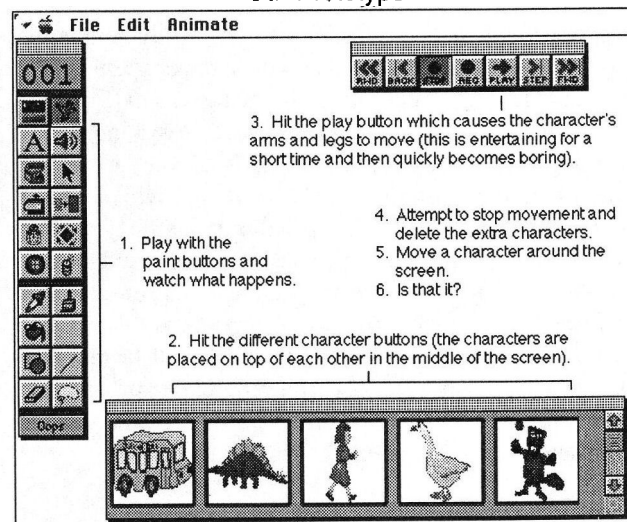 File Edit Animate
001
RWD BACK STOP REC PLAY STEP FWD
3. Hit the play button which causes the character's
arms and legs to move (this is entertaining for a
short time and then quickly becomes boring).
A
4. Attempt to stop movement and
delete the extra characters.
5. Move a character around the
screen.
6. Is that it?
1. Play with the
paint buttons and
watch what happens.
2. Hit the different character buttons (the characters are
placed on top of each other in the middle of the screen).
Oops